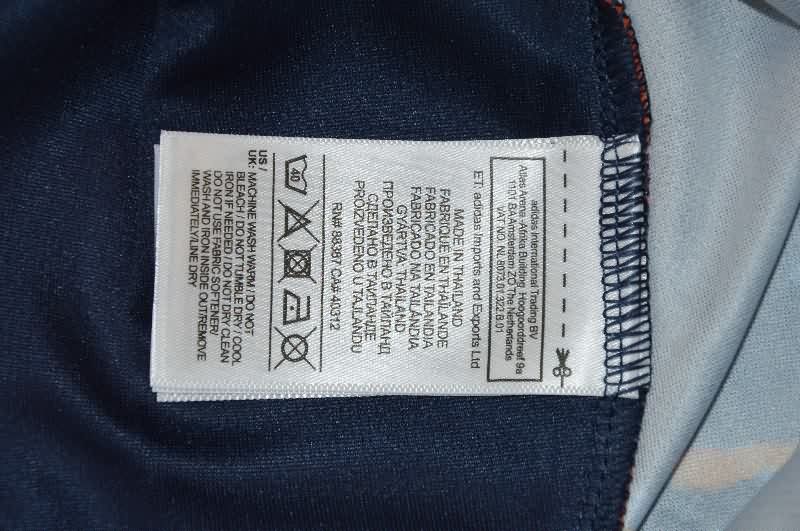 adidas International Trading BV
Atlas Arena -Afrika Building Hoogoorddreef 9a
1101 BA Amsterdam ZO The Netherlands
VAT NO. NL 8073.01.322.B.01
ET: adidas Imports and Exports Ltd
MADE IN THAILAND
FABRIQUE EN THAÏLANDE
FABRICADO EN TAILANDIA
FABRICADO NA TAILÂNDIA
GYÁRTJA: THAILAND
ПРОИЗВЕДЕНО В ТАЙЛАНД
СДЕЛАНО В ТАИЛАНДЕ
PROIZVEDENO U TAJLANDU
RN# 88387 CA# 40312
40
US /
UK: MACHINE WASH WARM / DO NOT
BLEACH / DO NOT TUMBLE DRY / COOL
IRON IF NEEDED / DO NOT DRY CLEAN
DO NOT USE FABRIC SOFTENER/
WASH AND IRON INSIDE OUT/REMOVE
IMMEDIATELY/LINE DRY